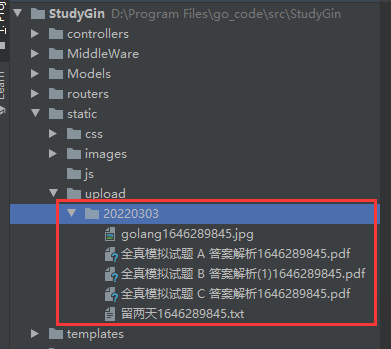 StudyGin D:\Program Files\go_code\src\StudyGin
controllers
MiddleWare
Models
routers
static
css
images
js
upload
20220303
golang1646289845.jpg
全真模拟试题 A 答案解析1646289845.pdf
全真模拟试题 B 答案解析(1)1646289845.pdf
全真模拟试题 C 答案解析1646289845.pdf
留两天1646289845.txt
templates